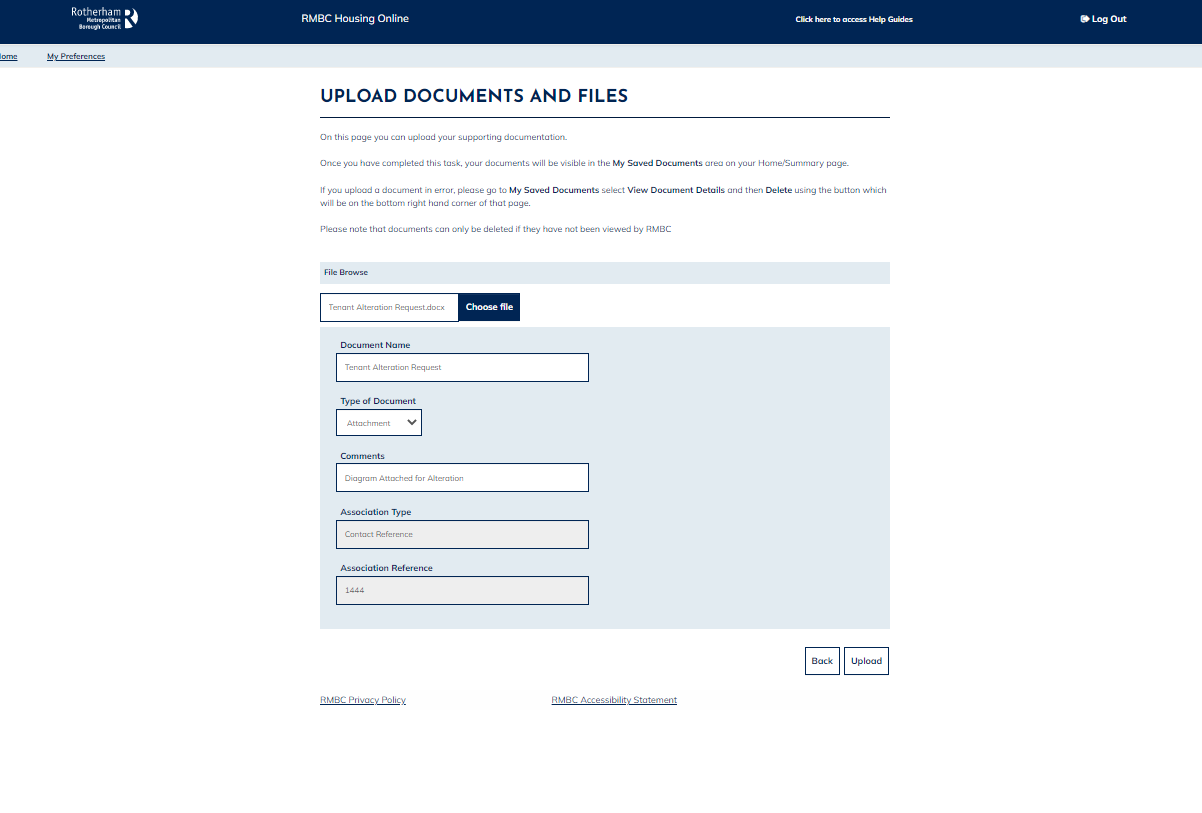 Rotherham
Metropolitan
Borough Council
RMBC Housing Online
Click here to access Help Guides
Log Out
My Preferences
UPLOAD DOCUMENTS AND FILES
On this page you can upload your supporting documentation.
Once you have completed this task, your documents will be visible in the My Saved Documents area on your Home/Summary page.
If you upload a document in error, please go to My Saved Documents select View Document Details and then Delete using the button which
will be on the bottom right hand corner of that page.
Please note that documents can only be deleted if they have not been viewed by RMBC
File Browse
Tenant Alteration Request.docx
Choose file
Document Name
Tenant Alteration Request
Type of Document
Attachment
Comments
Diagram Attached for Alteration
Association Type
Contact Reference
Association Reference
1444
Back
Upload
RMBC Privacy Policy
RMBC Accessibility Statement